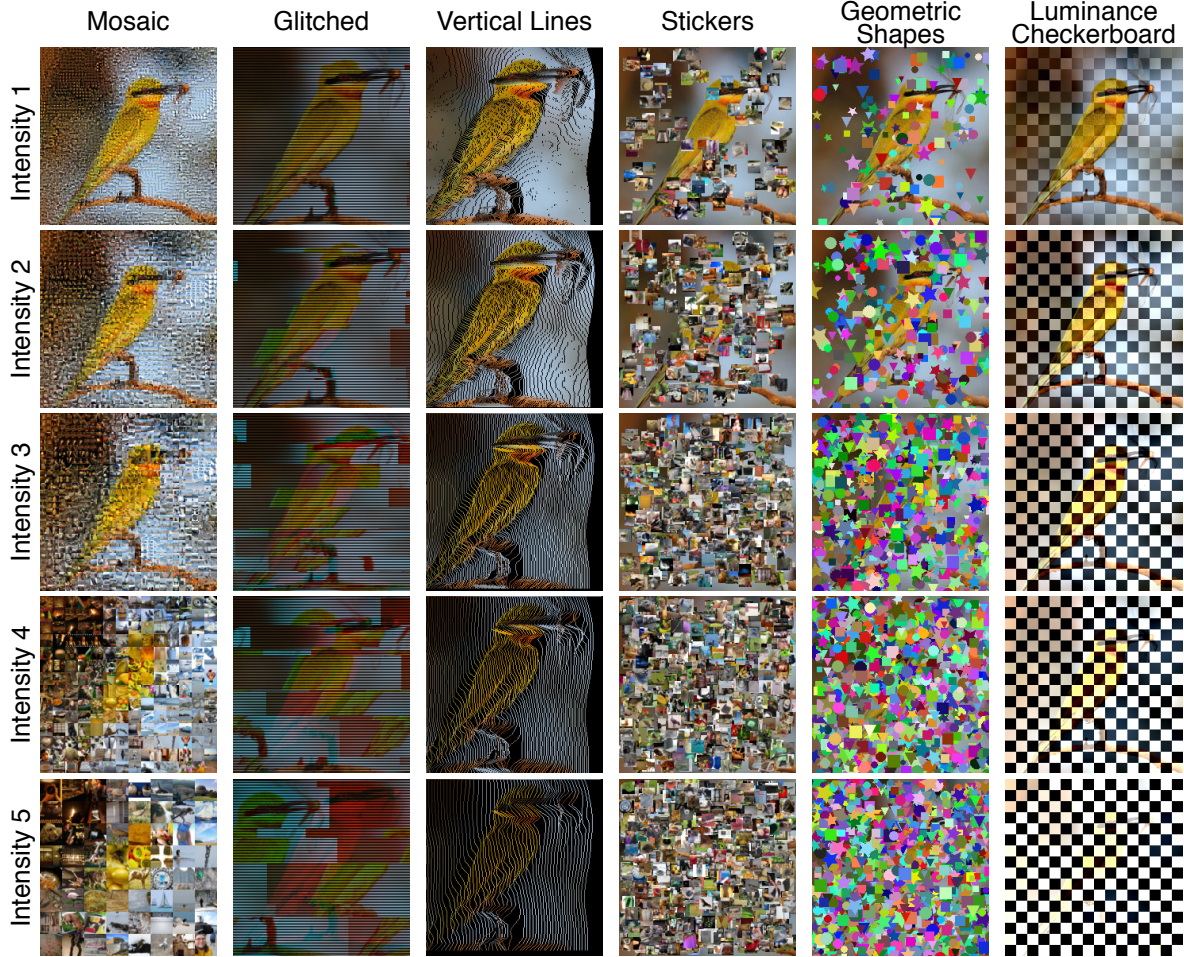 Mosaic
Glitched
Vertical Lines
Stickers
Geometric
Shapes
Luminance
Checkerboard
Intensity 1
Intensity 2
Intensity 3
Intensity 4
Intensity 5